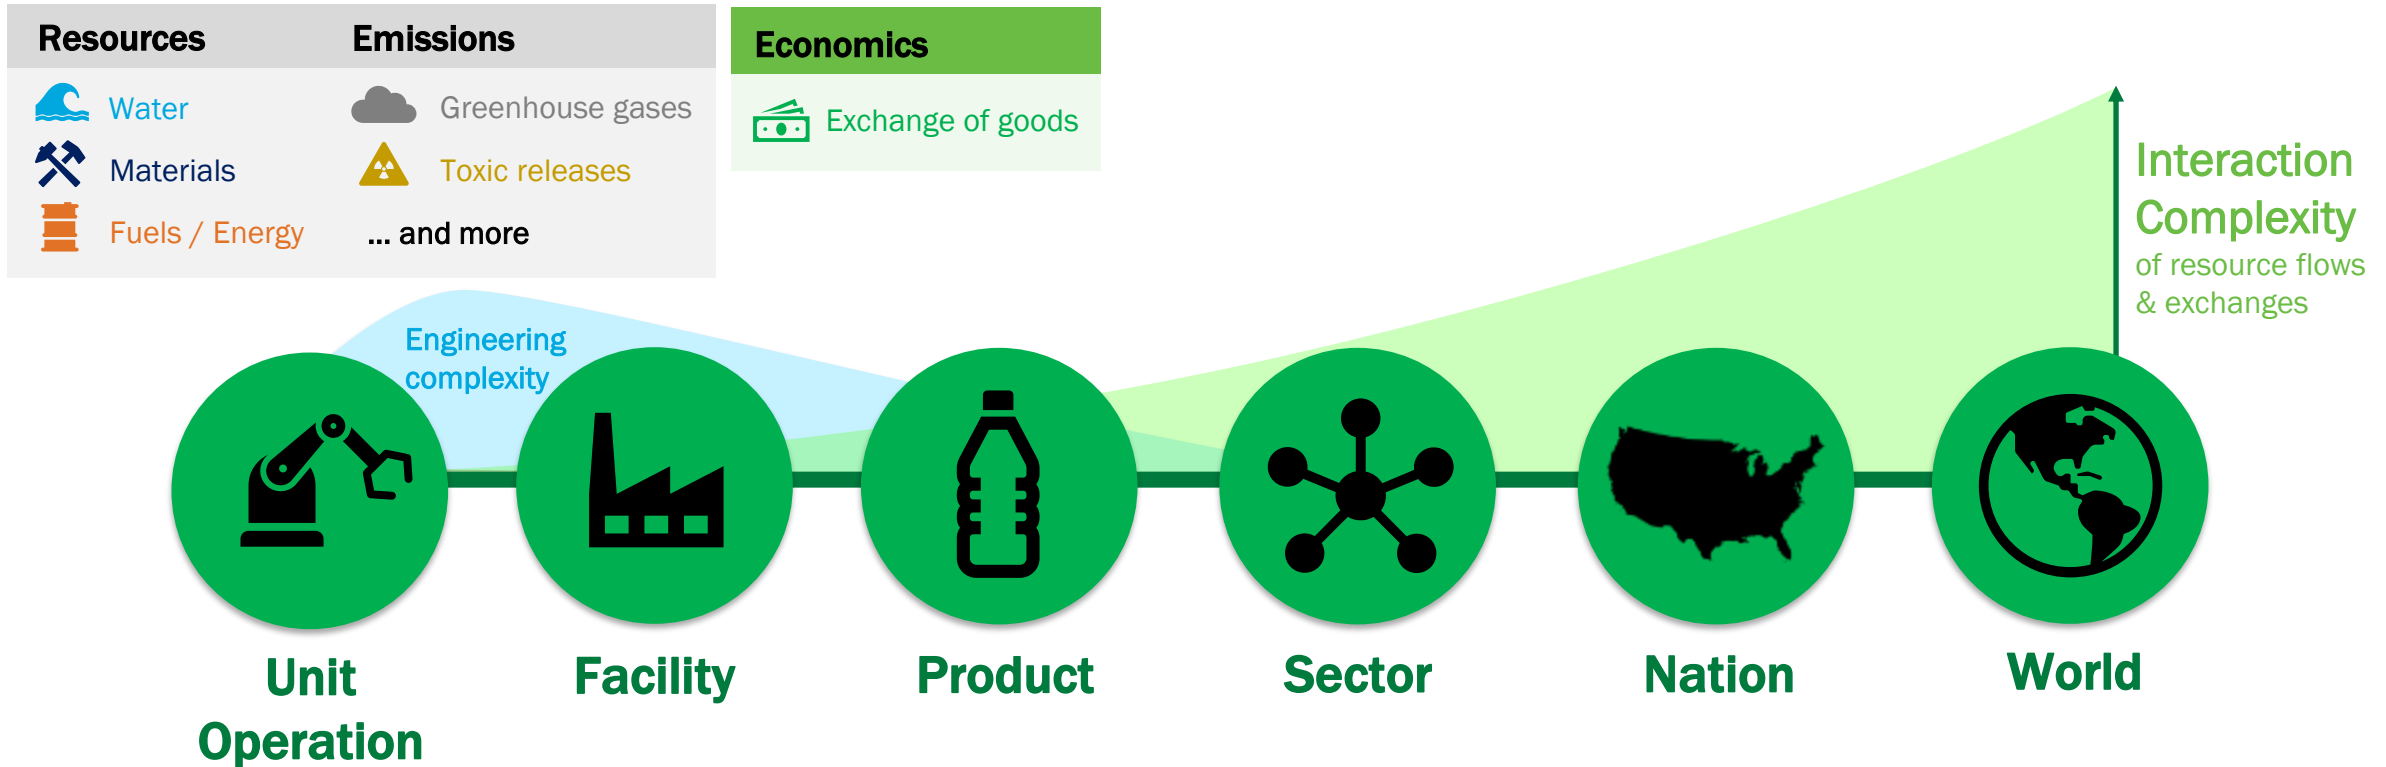 Resources
Emissions
Water
Greenhouse gases
Materials
Toxic releases
Fuels / Energy
... and more
Economics
Exchange of goods
Interaction
Complexity
of resource flows
& exchanges
Engineering
complexity
Unit
Operation
Facility
Product
Sector
Nation
World